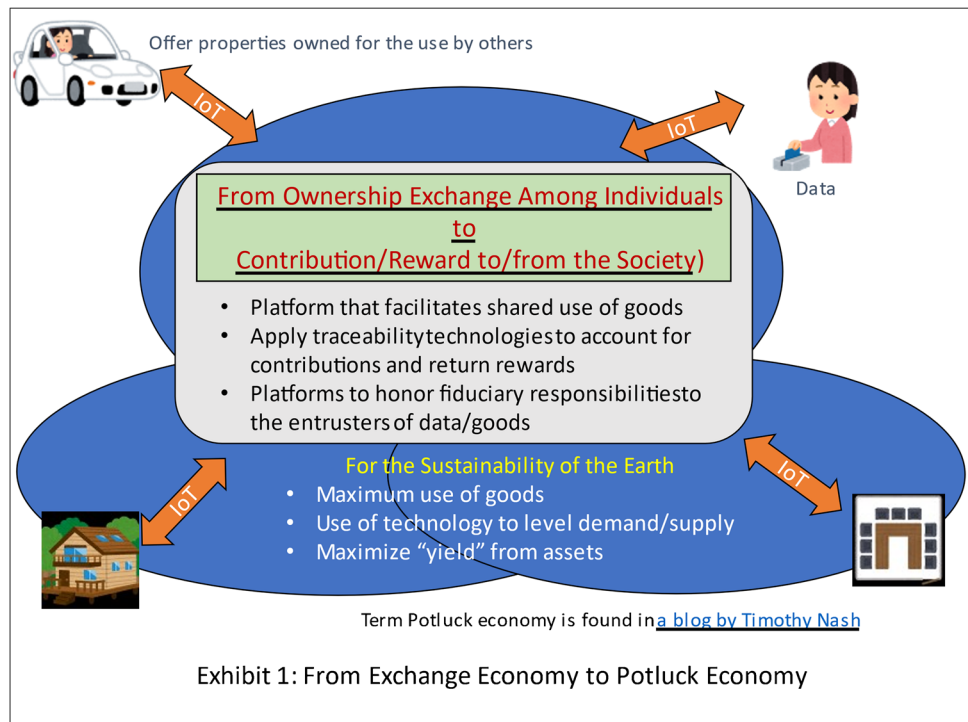 Offer properties owned for the use by others
IoT
IoT
Data
From Ownership Exchange Among Individuals
to
Contribution/Reward to/from the Society)
• Platform that facilitates shared use of goods
• Apply traceabilitytechnologiesto account for
contributions and return rewards
• Platforms to honor fiduciary responsibilitiesto
the entrusters of data/goods
For the Sustainability of the Earth
• Maximum use of goods
• Use of technology to level demand/supply
• Maximize “yield” from assets
IoT
IoT
Term Potluck economy is found in a blog by Timothy Nash
Exhibit 1: From Exchange Economy to Potluck Economy